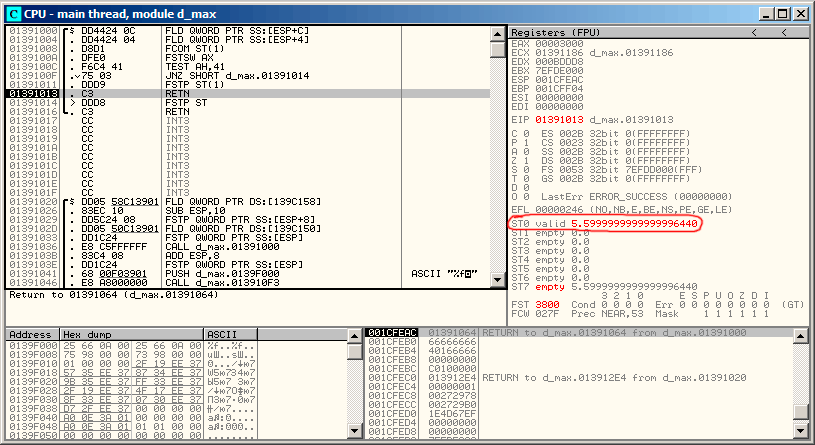 CPU - main thread, module d_max
01391000 $ DD4424 0C FLD QWORD PTR SS:[ESP+C]
01391004 . DD4424 04 FLD QWORD PTR SS:[ESP+4]
01391008 . D8D1 FCOM ST(1)
0139100A . DFE0 FSTSW AX
0139100C . F6C4 41 TEST AH,41
0139100F . 75 03 JNZ SHORT d_max.01391014
01391011 . DDD9 FSTP ST(1)
01391013 . C3 RETN
01391014 > DDD8 FSTP ST
01391016 . C3 RETN
01391017 CC INT3
01391018 CC INT3
01391019 CC INT3
0139101A CC INT3
0139101B CC INT3
0139101C CC INT3
0139101D CC INT3
0139101E CC INT3
0139101F CC INT3
01391020 $ DD05 58C13901 FLD QWORD PTR DS:[139C158]
01391026 . 83EC 10 SUB ESP,10
01391029 . DD5C24 08 FSTP QWORD PTR SS:[ESP+8]
0139102D . DD05 50C13901 FLD QWORD PTR DS:[139C150]
01391033 . DD1C24 FSTP QWORD PTR SS:[ESP]
01391036 . E8 C5FFFFFF CALL d_max.01391000
0139103B . 83C4 08 ADD ESP,8
0139103E . DD1C24 FSTP QWORD PTR SS:[ESP]
01391041 . 68 00F03901 PUSH d_max.0139F000 ASCII "%f
01391046 . E8 A8000000 CALL d_max.013910F3
Return to 01391064 (d_max.01391064)
Registers (FPU) < <
EAX 00003000
ECX 01391186 d_max.01391186
EDX 000BDDD8
EBX 7EFDE000
ESP 001CFEAC
EBP 001CFF04
ESI 00000000
EDI 00000000
EIP 01391013 d_max.01391013
C 0 ES 002B 32bit 0(FFFFFFFF)
P 1 CS 0023 32bit 0(FFFFFFFF)
A 0 SS 002B 32bit 0(FFFFFFFF)
Z 1 DS 002B 32bit 0(FFFFFFFF)
S 0 FS 0053 32bit 7EFDD000(FFF)
T 0 GS 002B 32bit 0(FFFFFFFF)
D 0
O 0 LastErr ERROR_SUCCESS (00000000)
EFL 00000246 (NO,NB,E,BE,NS,PE,GE,LE)
ST0 valid 5.5999999999999996440
ST1 empty 0.0
ST2 empty 0.0
ST3 empty 0.0
ST4 empty 0.0
ST5 empty 0.0
ST6 empty 0.0
ST7 empty 5.5999999999999996440
3 2 1 0 E S P U O Z D I
FST 3800 Cond 0 0 0 0 Err 0 0 0 0 0 0 0 0 (GT)
FCW 027F Prec NEAR,53 Mask 1 1 1 1 1 1
Address Hex dump ASCII
0139F000 25 66 0A 00 25 66 0A 00 %f..%f..
0139F008 75 98 00 00 73 98 00 00
0139F010 01 00 00 00 2F 19 EE 37
0139F018 57 35 EE 37 87 34 EE 37
0139F020 9B 35 EE 37 FF 33 EE 37
0139F028 2F 19 EE 37 4F 17 EE 37
0139F030 8F 33 EE 37 07 30 EE 37
0139F038 D7 2F EE 37 00 00 00 00
0139F040 A0 0E 3A 01 00 00 00 00
0139F048 A0 0E 3A 01 01 00 00 00
0139F050 00 00 00 00 00 00 00 00
001CFEAC 01391064 RETURN to d_max.01391064 from d_max.01391000
001CFEB0 66666666
001CFEB4 40166666
001CFEB8 00000000
001CFEBC C0100000
001CFEC0 013912E4 RETURN to d_max.013912E4 from d_max.01391020
001CFEC4 00000001
001CFEC8 00272978
001CFECC 002729B0
001CFED0 1E4D67EF
001CFED4 00000000
001CFED8 00000000